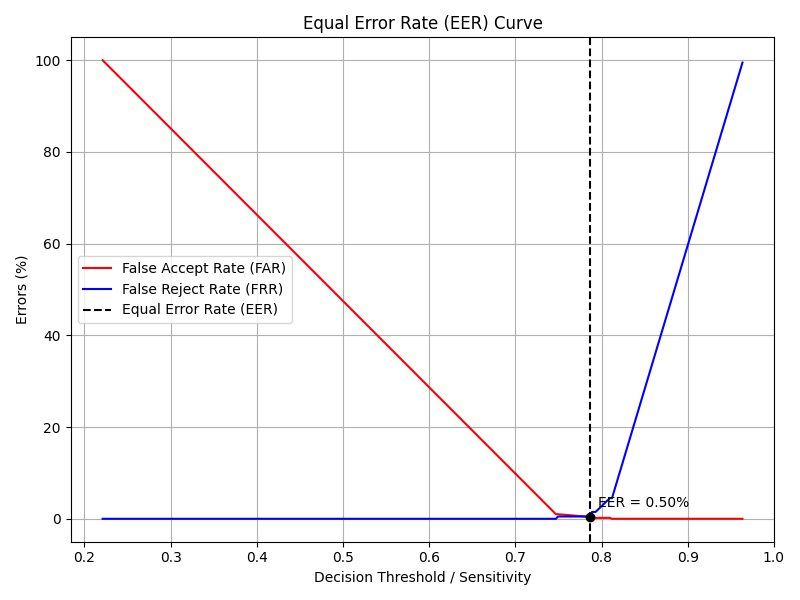 Equal Error Rate (EER) Curve
Errors (%)
100
80
60
40
20
0
False Accept Rate (FAR)
False Reject Rate (FRR)
Equal Error Rate (EER)
EER = 0.50%
0.2 0.3 0.4 0.5 0.6 0.7 0.8 0.9 1.0
Decision Threshold / Sensitivity